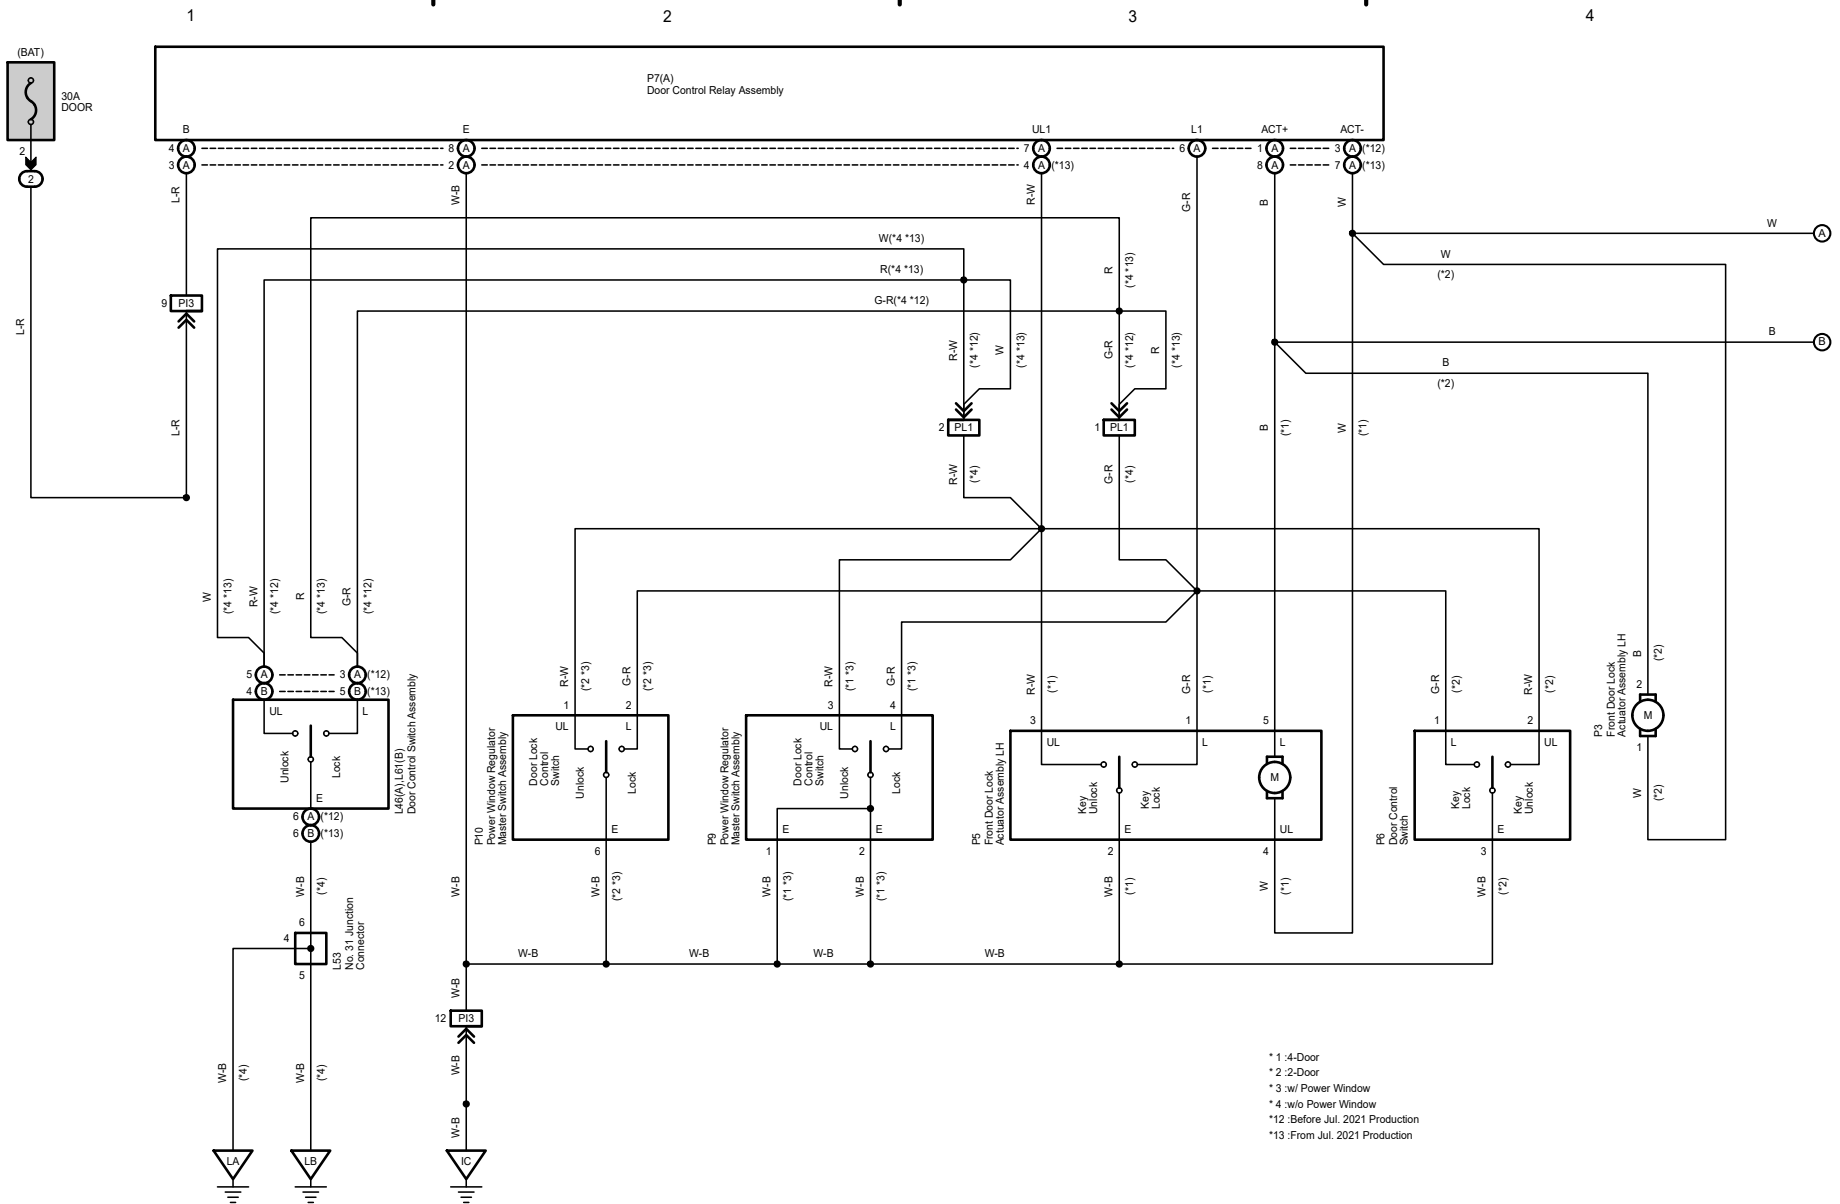 1
2
3
4
(BAT)
30A
DOOR
2
2
P7(A)
Door Control Relay Assembly
B
E
UL1
L1
ACT+
ACT-
4 A
8 A
7 A
6 A
1 A
3 A (*12)
3 A
2 A
4 A (*13)
8 A
7 A (*13)
L-R
W-B
R-W
G-R
B
W
W
A
W(*4 *13)
R(*4 *13)
G-R(*4 *12)
R
(*4 *13)
W
(*2)
9 PI3
L-R
R-W
(*4 *12)
W
(*4 *13)
G-R
(*4 *12)
R
(*4 *13)
B
B
B
(*2)
L-R
2 PL1
1 PL1
B
(*1)
W
(*1)
R-W
(*4)
G-R
(*4)
W
(*4 *13)
R-W
(*4 *12)
R
(*4 *13)
G-R
(*4 *12)
5 A
3 A (*12)
4 B
5 B (*13)
UL
L
Unlock
Lock
E
6 A (*12)
6 B (*13)
L46(A),L61(B)
Door Control Switch Assembly
R-W
(*2 *3)
G-R
(*2 *3)
1
2
UL
L
Door Lock
Control
Switch
Unlock
Lock
E
6
P10
Power Window Regulator
Master Switch Assembly
R-W
(*1 *3)
G-R
(*1 *3)
3
4
UL
L
Door Lock
Control
Switch
Unlock
Lock
E
E
1
2
P9
Power Window Regulator
Master Switch Assembly
R-W
(*1)
G-R
(*1)
3
1
5
UL
L
L
Key
Unlock
Key
Lock
M
E
UL
2
4
P5
Front Door Lock
Actuator Assembly LH
G-R
(*2)
R-W
(*2)
1
2
L
UL
Key
Lock
Key
Unlock
E
3
P6
Door Control
Switch
P3
Front Door Lock
Actuator Assembly LH
B
(*2)
2
M
1
W
(*2)
W-B
(*4)
W-B
W-B
(*2 *3)
W-B
(*1 *3)
W-B
(*1 *3)
W-B
(*1)
W
(*1)
W-B
(*2)
6
4
5
L53
No. 31 Junction
Connector
W-B
W-B
W-B
W-B
W-B
12 PI3
W-B
(*4)
W-B
(*4)
W-B
W-B
LA
LB
IC
* 1 :4-Door
* 2 :2-Door
* 3 :w/ Power Window
* 4 :w/o Power Window
*12 :Before Jul. 2021 Production
*13 :From Jul. 2021 Production